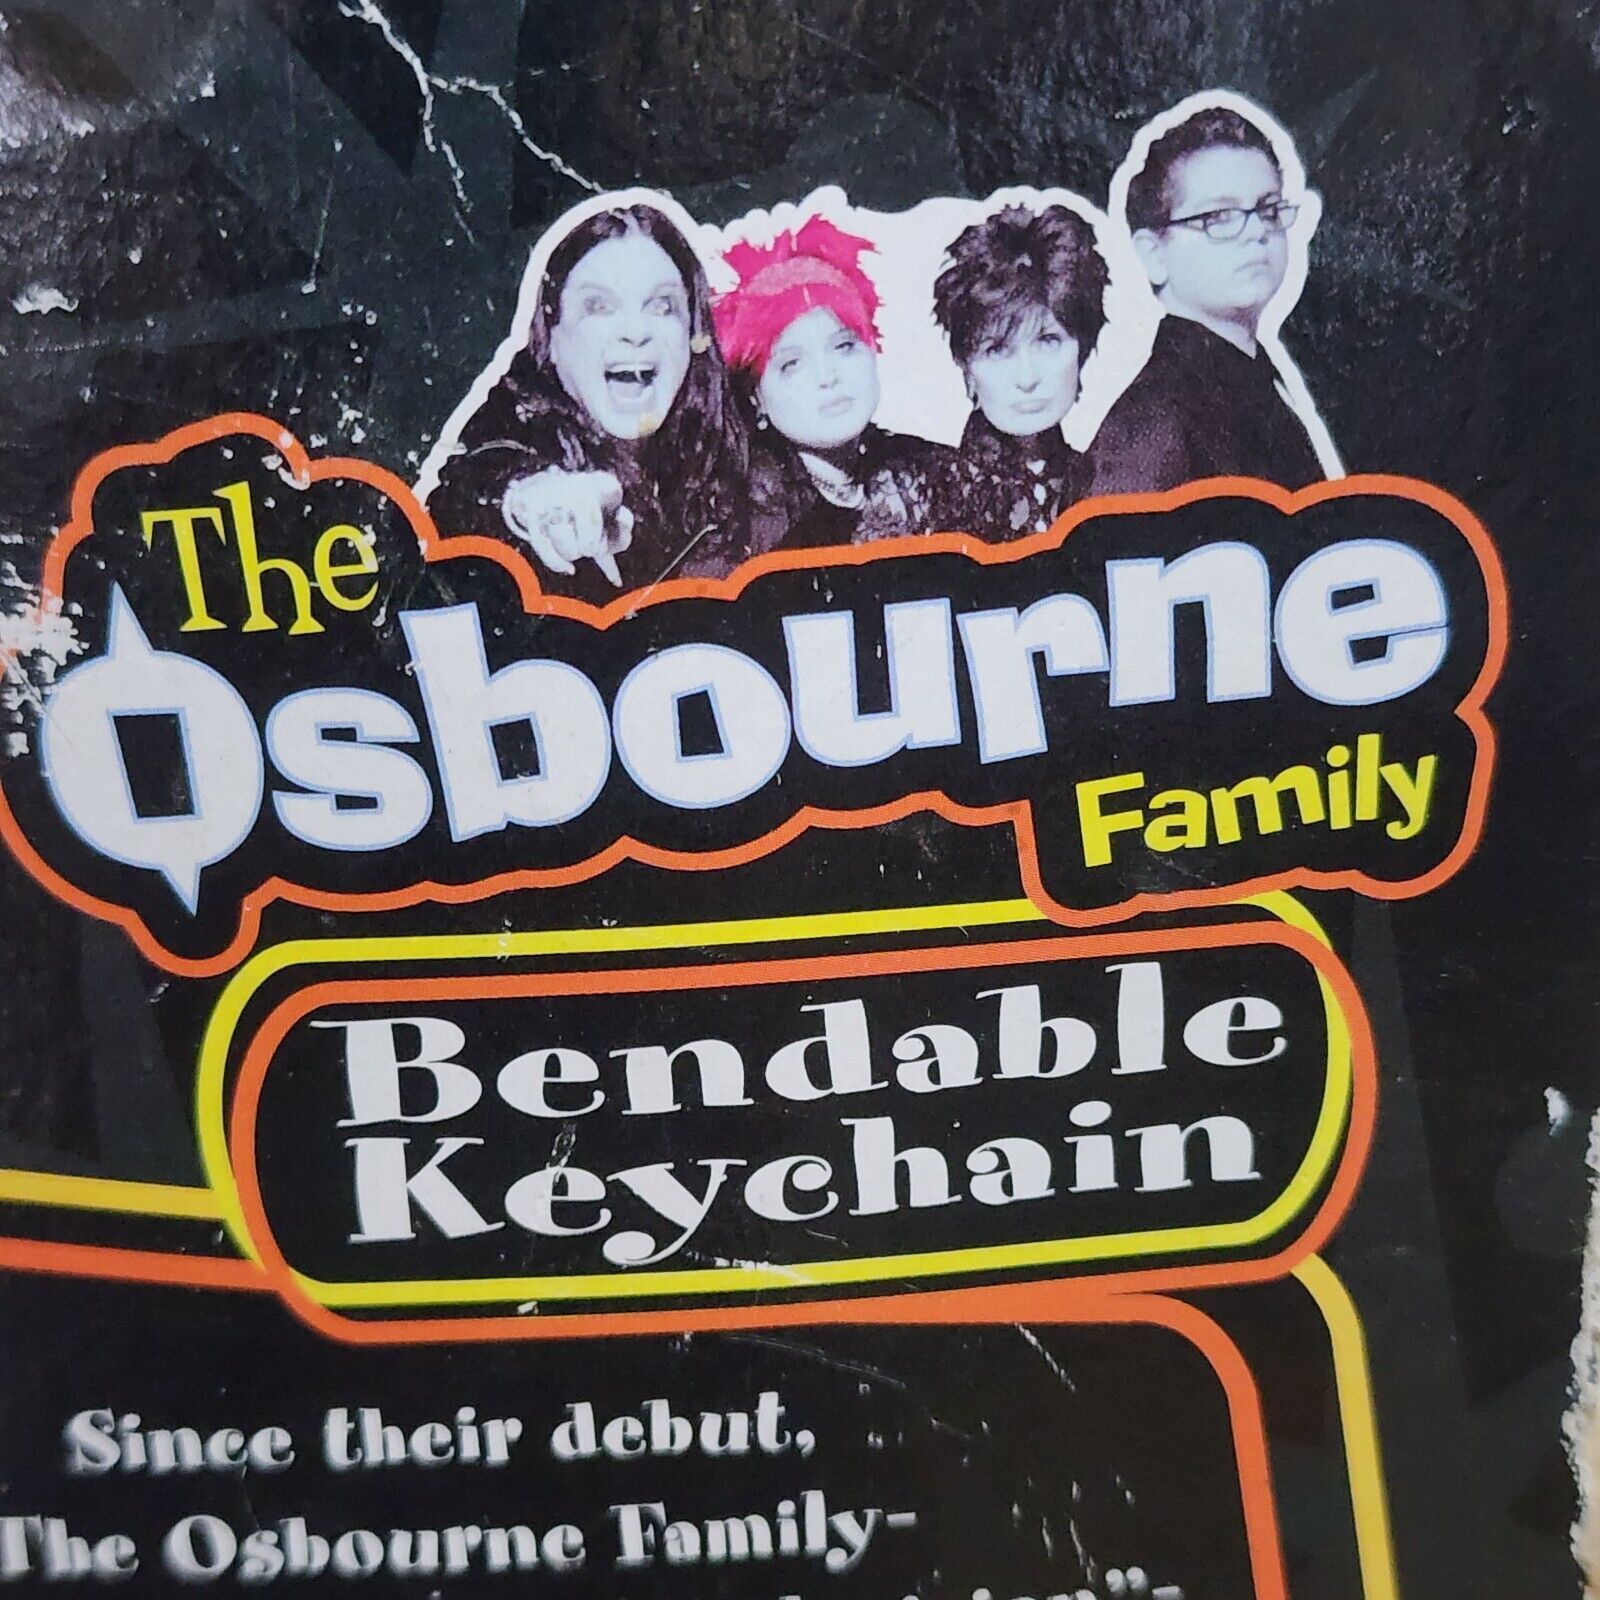 The
Osbourne
Family
Bendable
Keychain
Since their debut,
The Osbourne Family-